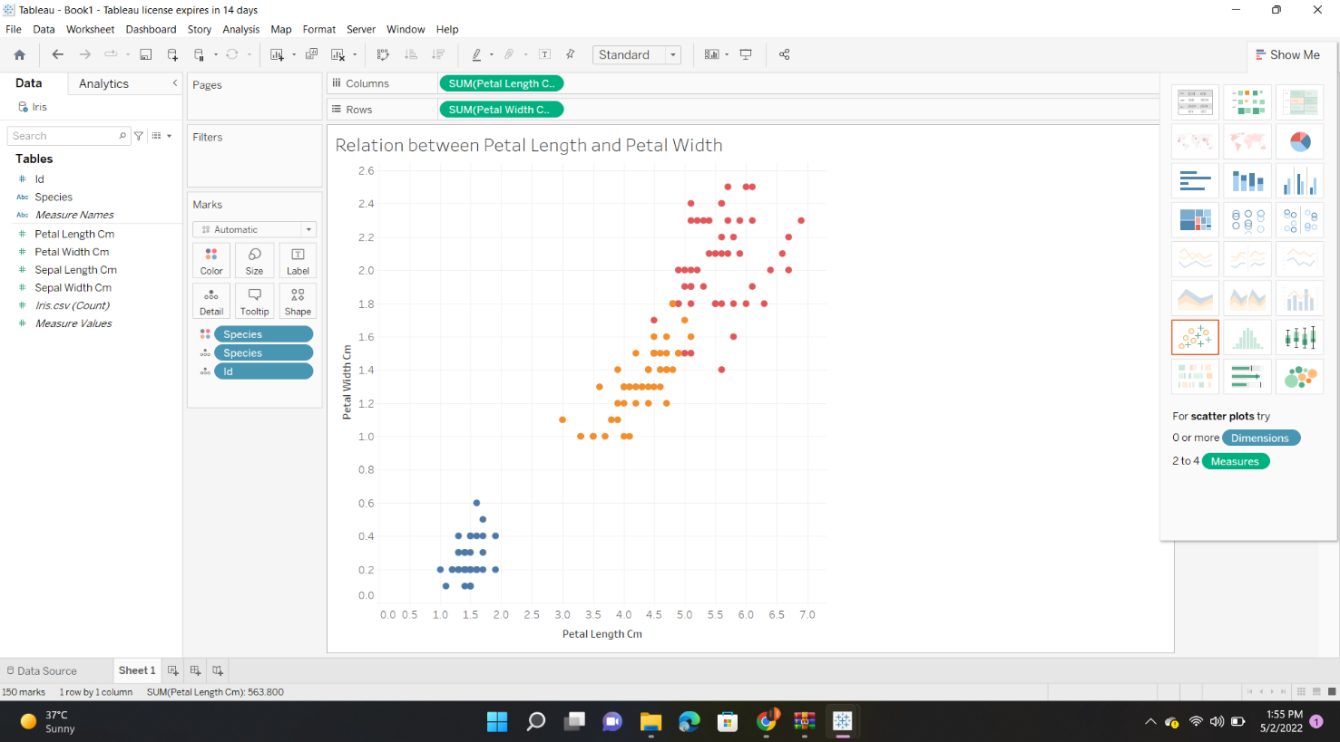 Tableau - Book1 - Tableau license expires in 14 days
File Data Worksheet Dashboard Story Analysis Map Format Server Window Help
Standard
Show Me
Data Analytics
Iris
Search
Tables
# Id
Abc Species
Abc Measure Names
# Petal Length Cm
# Petal Width Cm
# Sepal Length Cm
# Sepal Width Cm
# Iris.csv (Count)
# Measure Values
Pages
Filters
Marks
Automatic
Color Size Label
Detail Tooltip Shape
Species
Species
Id
Columns SUM(Petal Length C..
Rows SUM(Petal Width C..
Relation between Petal Length and Petal Width
2.6
2.4
2.2
2.0
1.8
1.6
1.4
1.2
1.0
0.8
0.6
0.4
0.2
0.0
Petal Width Cm
0.0 0.5 1.0 1.5 2.0 2.5 3.0 3.5 4.0 4.5 5.0 5.5 6.0 6.5 7.0
Petal Length Cm
For scatter plots try
0 or more Dimensions
2 to 4 Measures
Data Source Sheet 1
150 marks 1 row by 1 column SUM(Petal Length Cm): 563.800
37°C
Sunny
1:55 PM
5/2/2022
1